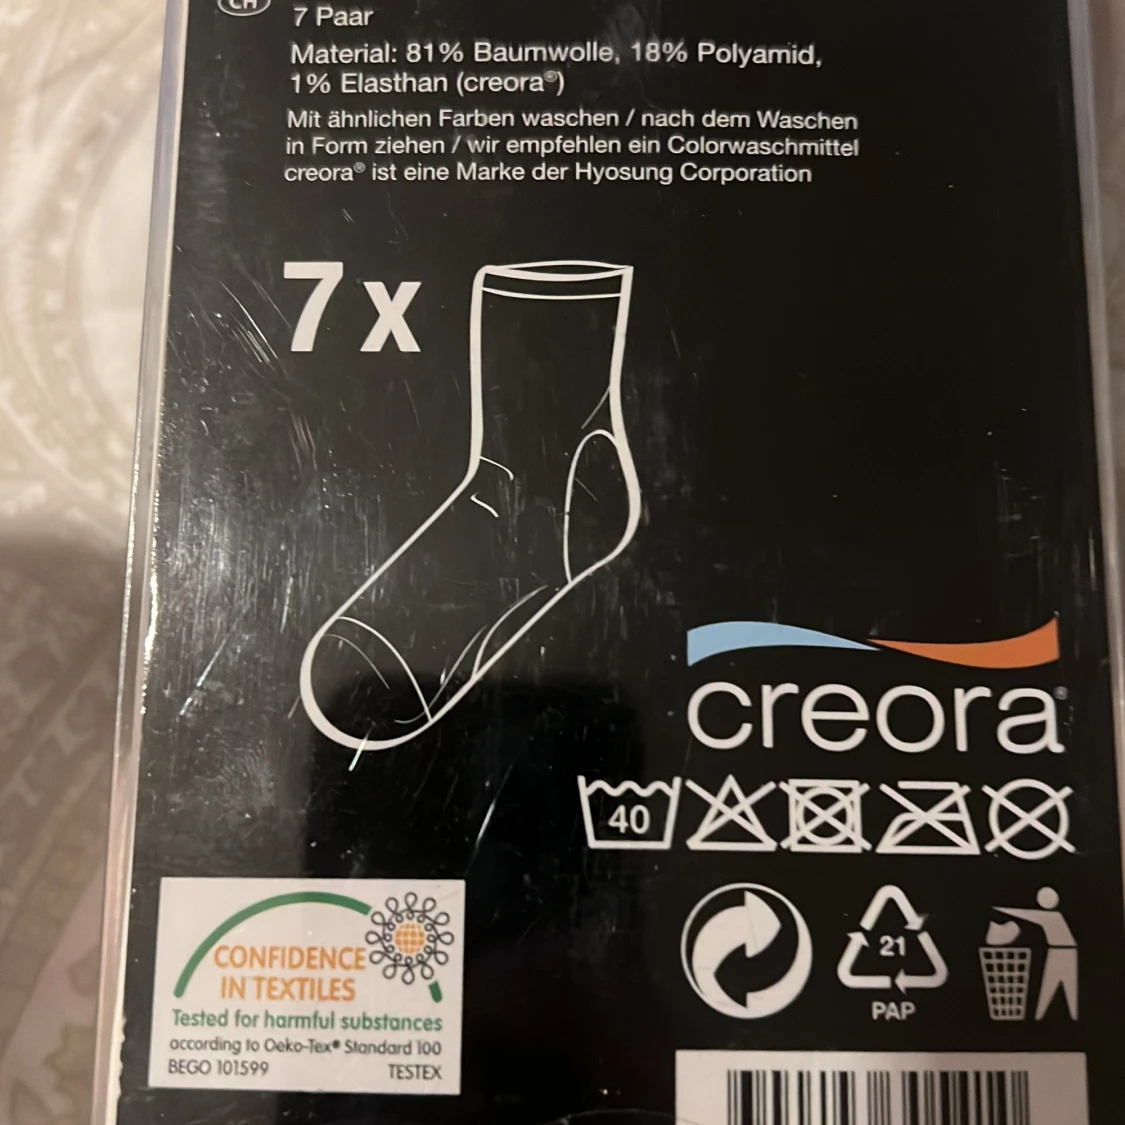 CH
7 Paar
Material: 81% Baumwolle, 18% Polyamid,
1% Elasthan (creora®)
Mit ähnlichen Farben waschen / nach dem Waschen
in Form ziehen / wir empfehlen ein Colorwaschmittel
creora® ist eine Marke der Hyosung Corporation
7x
creora®
40
CONFIDENCE
IN TEXTILES
Tested for harmful substances
according to Oeko-Tex® Standard 100
BEGO 101599 TESTEX
21
PAP